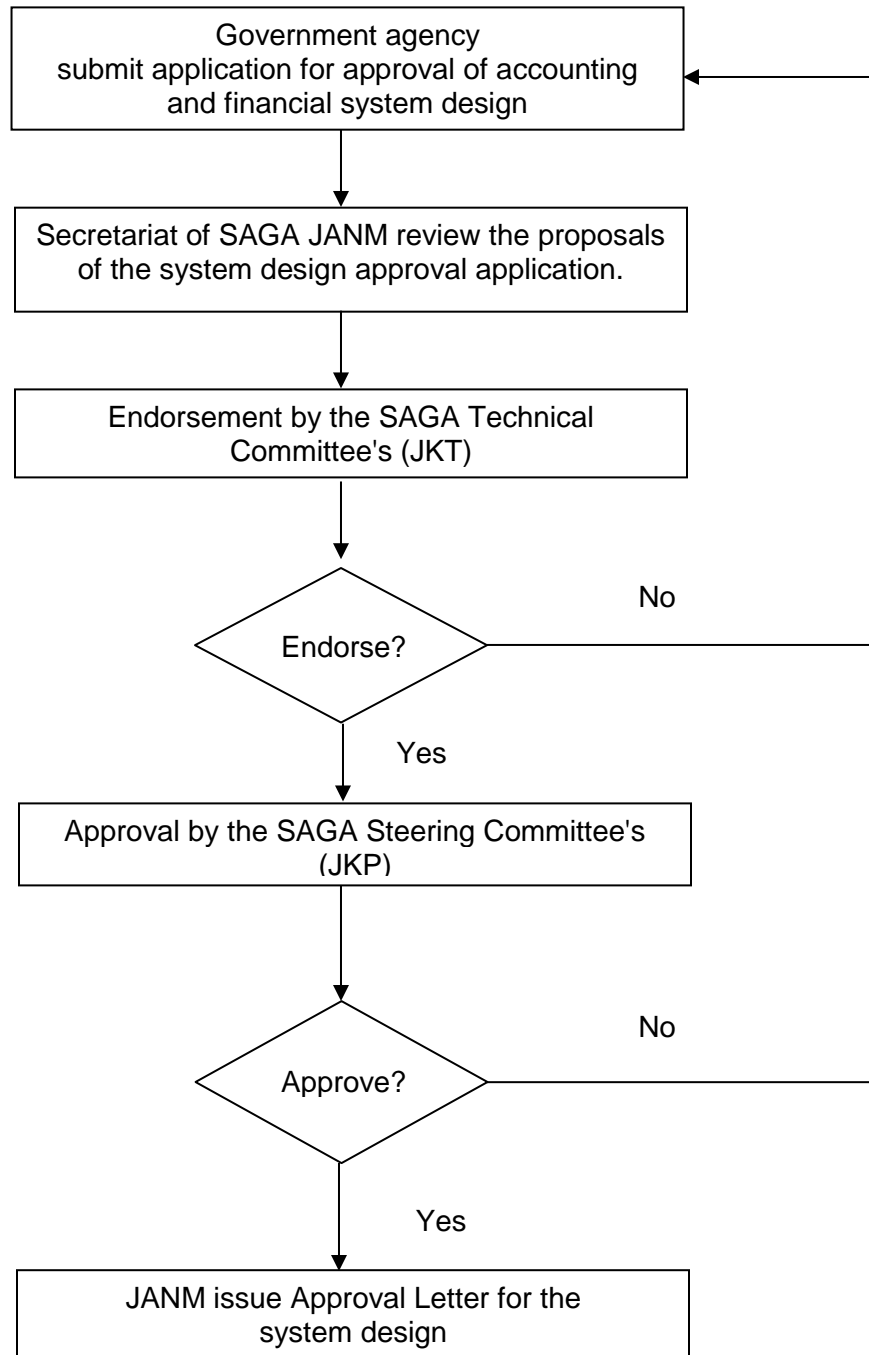 Government agency
submit application for approval of accounting
and financial system design
Secretariat of SAGA JANM review the proposals
of the system design approval application.
Endorsement by the SAGA Technical
Committee's (JKT)
Endorse?
No
Yes
Approval by the SAGA Steering Committee's
(JKP)
Approve?
No
Yes
JANM issue Approval Letter for the
system design